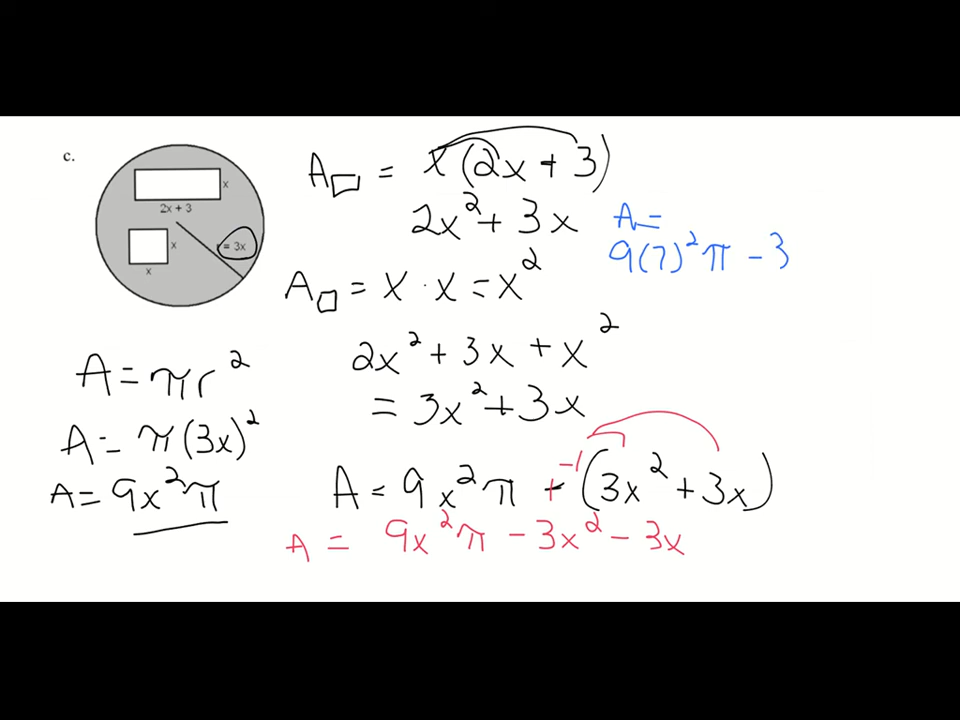 c.
x
2x + 3
x
r = 3x
x
A▭ = x(2x + 3)
2x² + 3x
A▫ = x · x = x²
2x² + 3x + x²
= 3x² + 3x
A =
9(7)²π - 3
A = πr²
A = π(3x)²
A = 9x²π
A = 9x²π + -1(3x² + 3x)
A = 9x²π - 3x² - 3x